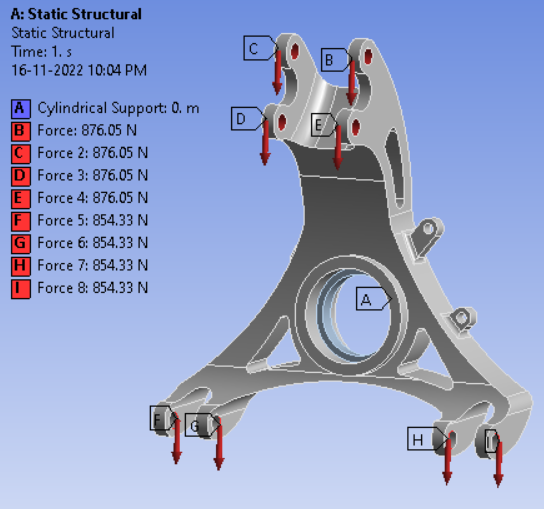 A: Static Structural
Static Structural
Time: 1. s
16-11-2022 10:04 PM
A Cylindrical Support: 0. m
B Force: 876.05 N
C Force 2: 876.05 N
D Force 3: 876.05 N
E Force 4: 876.05 N
F Force 5: 854.33 N
G Force 6: 854.33 N
H Force 7: 854.33 N
I Force 8: 854.33 N
C
B
D
E
A
F
G
H
I